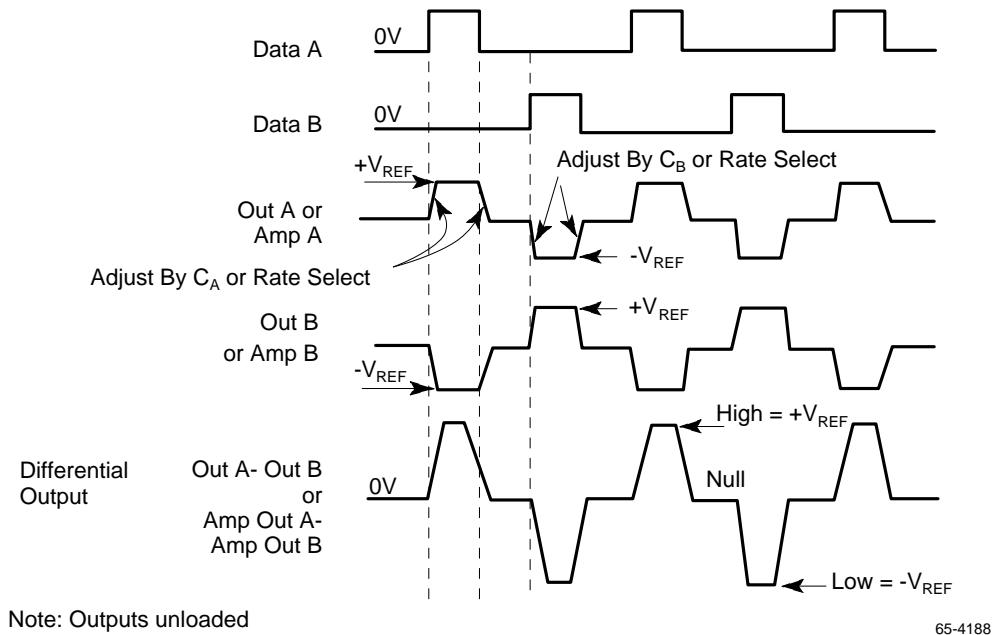 Data A
0V
Data B
0V
+VREF
Adjust By CB or Rate Select
Out A or
Amp A
-VREF
Adjust By CA or Rate Select
Out B
or Amp B
+VREF
-VREF
High = +VREF
Differential
Output
Out A- Out B
or
Amp Out A-
Amp Out B
0V
Null
Low = -VREF
Note: Outputs unloaded
65-4188